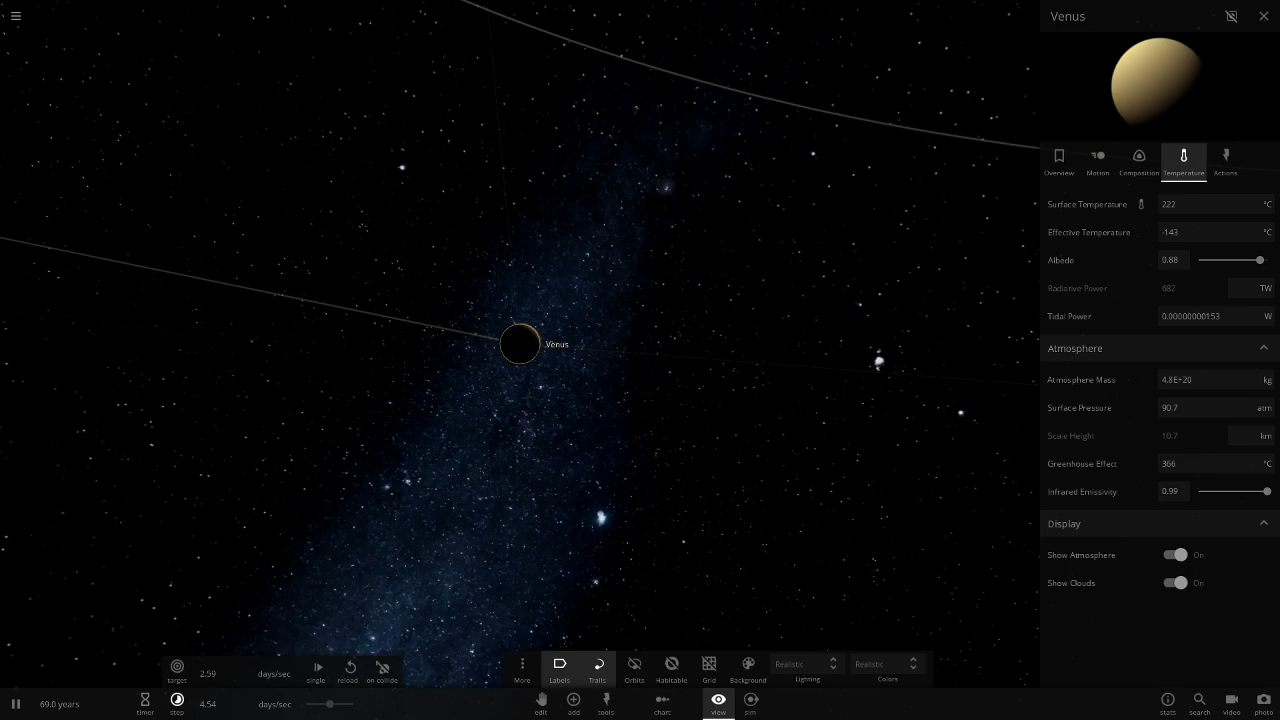 Venus
Overview Motion Composition Temperature Actions
Surface Temperature 222 °C
Effective Temperature -143 °C
Albedo 0.88
Radiative Power 682 TW
Tidal Power 0.00000000153 W
Venus
Atmosphere
Atmosphere Mass 4.8E+20 kg
Surface Pressure 90.7 atm
Scale Height 10.7 km
Greenhouse Effect 366 °C
Infrared Emissivity 0.99
Display
Show Atmosphere On
Show Clouds On
target 2.59 days/sec single reload on collide
More Labels Trails Orbits Habitable Grid Background Realistic Lighting Realistic Colors
69.0 years timer step 4.54 days/sec edit add tools chart view sim stats search video photo